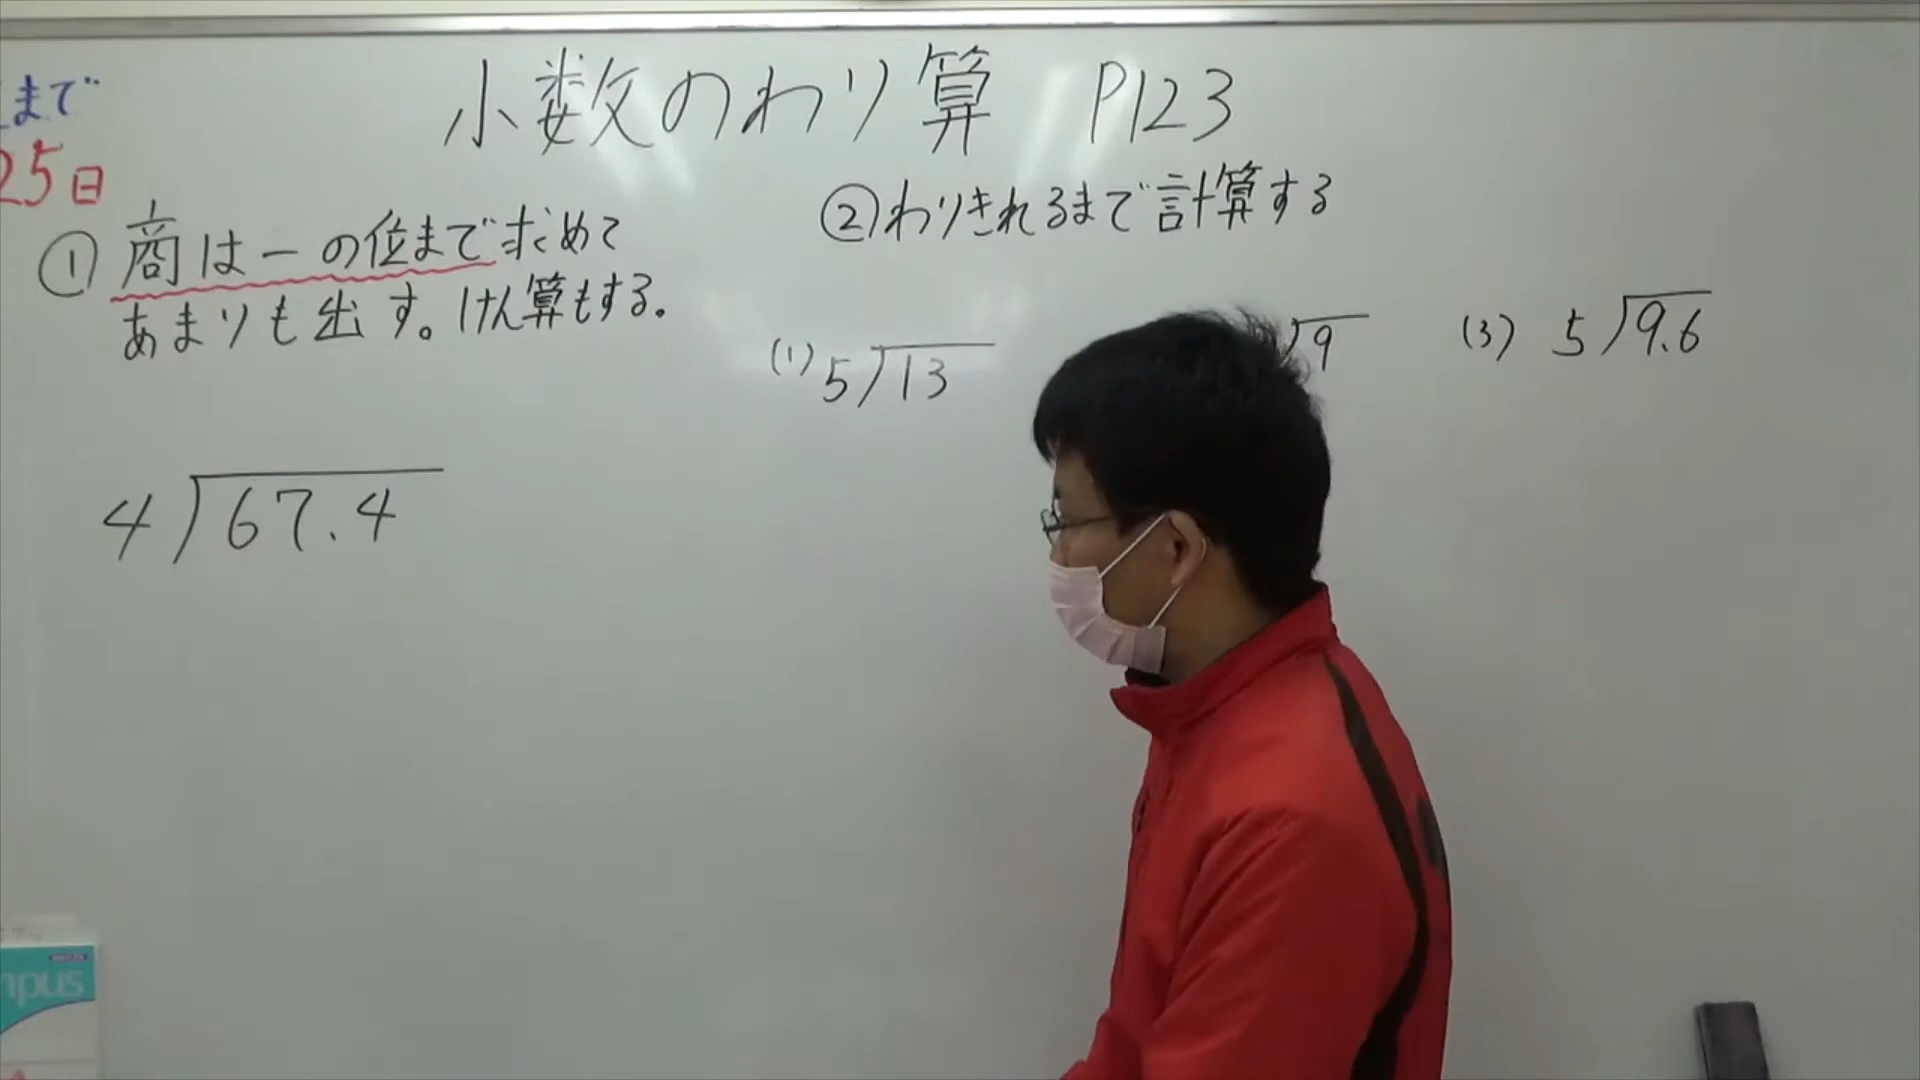 小数のわり算 P123
まで
25日
① 商は一の位まで求めて
あまりも出す。けん算もする。
4)67.4
②わりきれるまで計算する
(1) 5)13
)9
(3) 5)9.6
mpus